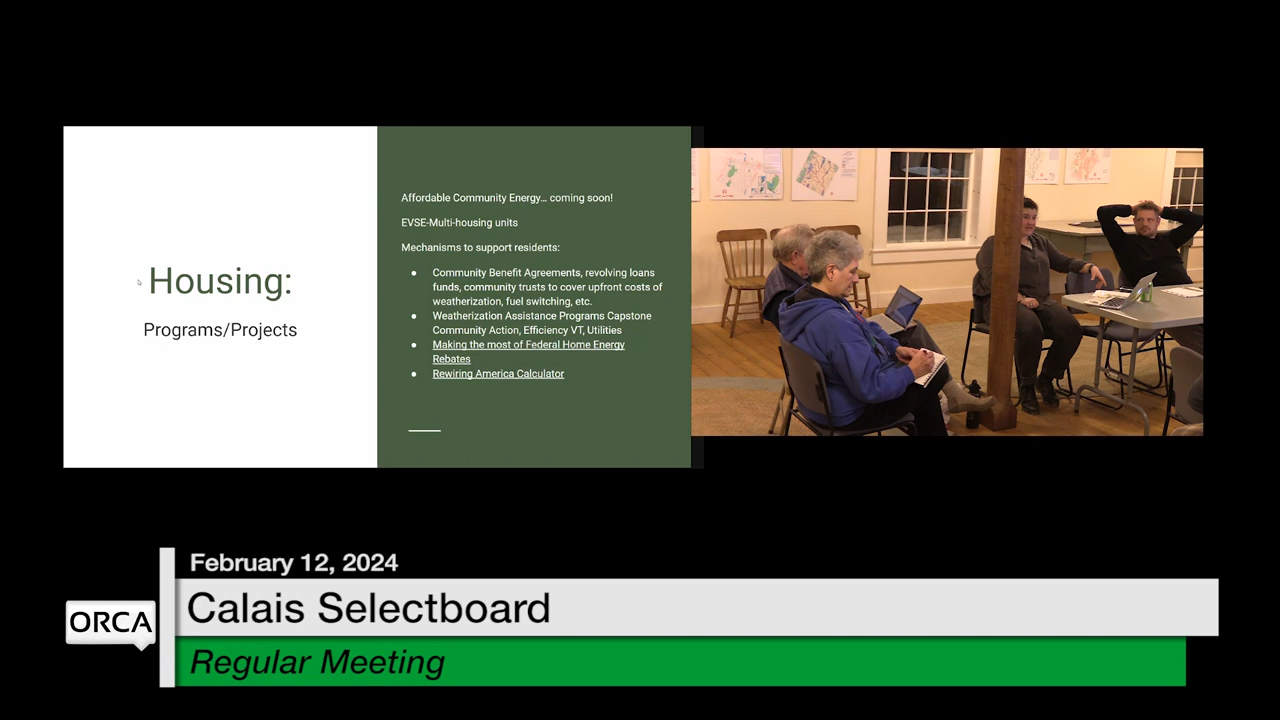 Housing:
Programs/Projects
Affordable Community Energy... coming soon!
EVSE-Multi-housing units
Mechanisms to support residents:
● Community Benefit Agreements, revolving loans
funds, community trusts to cover upfront costs of
weatherization, fuel switching, etc.
● Weatherization Assistance Programs Capstone
Community Action, Efficiency VT, Utilities
● Making the most of Federal Home Energy
Rebates
● Rewiring America Calculator
February 12, 2024
ORCA
Calais Selectboard
Regular Meeting